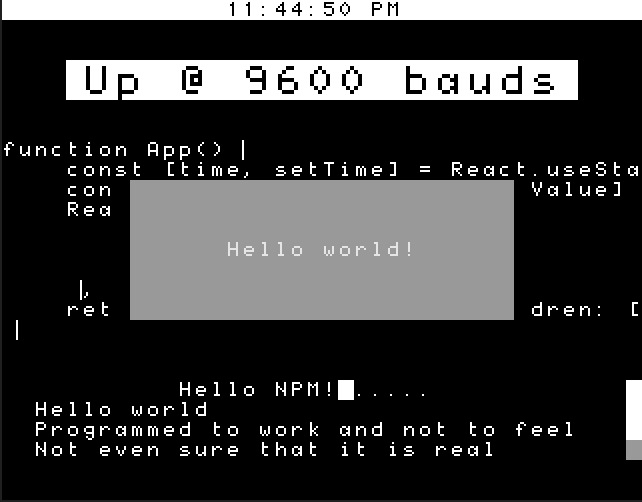 11:44:50 PM
Up @ 9600 bauds
function App() |
const [time, setTime] = React.useSta
con Value]
Rea
Hello world!
|,
ret dren: [
|
Hello NPM!.....
Hello world
Programmed to work and not to feel
Not even sure that it is real